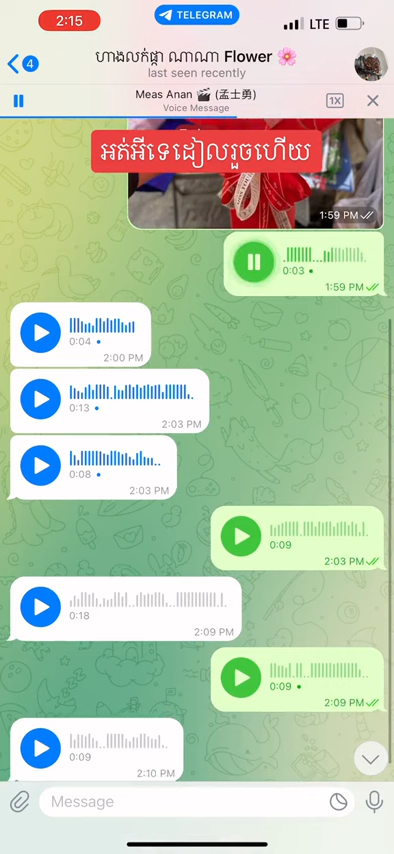 2:15
TELEGRAM
LTE
4
ហាងលក់ផ្កា ណាណា Flower 🌸
last seen recently
Meas Anan 🎬 (孟士勇)
Voice Message
1X
អត់អីទេដៀលរួចហើយ
1:59 PM
0:03
1:59 PM
0:04
2:00 PM
0:13
2:03 PM
0:08
2:03 PM
0:09
2:03 PM
0:18
2:09 PM
0:09
2:09 PM
0:09
2:10 PM
Message